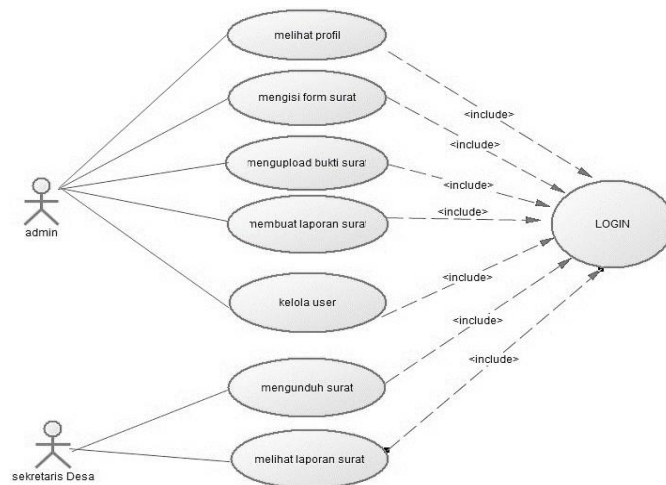 melihat profil
<include>
mengisi form surat
<include>
mengupload bukti surat
<include>
admin
membuat laporan surat
<include>
LOGIN
kelola user
<include>
<include>
mengunduh surat
<include>
sekretaris Desa
melihat laporan surat